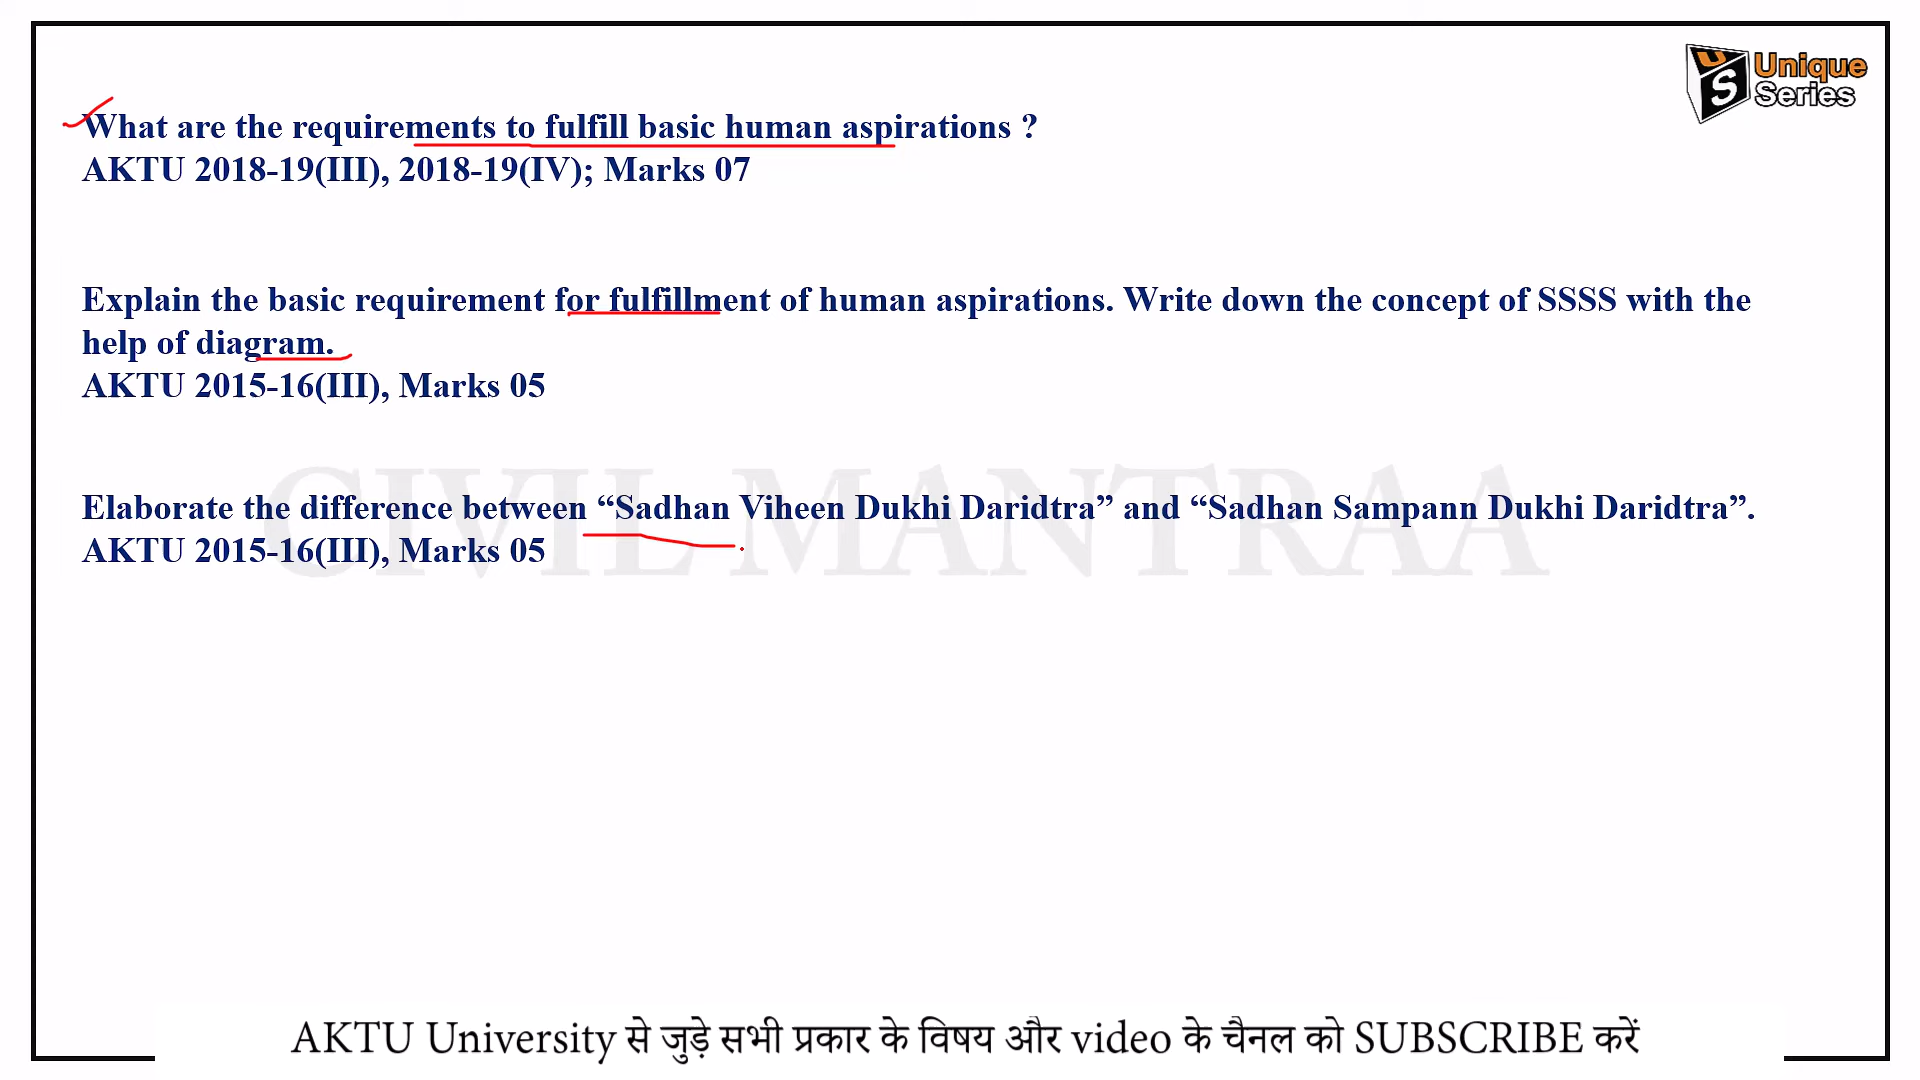 U
S
Unique
Series
What are the requirements to fulfill basic human aspirations ?
AKTU 2018-19(III), 2018-19(IV); Marks 07
Explain the basic requirement for fulfillment of human aspirations. Write down the concept of SSSS with the
help of diagram.
AKTU 2015-16(III), Marks 05
CIVIL MANTRAA
Elaborate the difference between “Sadhan Viheen Dukhi Daridtra” and “Sadhan Sampann Dukhi Daridtra”.
AKTU 2015-16(III), Marks 05
AKTU University से जुड़े सभी प्रकार के विषय और video के चैनल को SUBSCRIBE करें